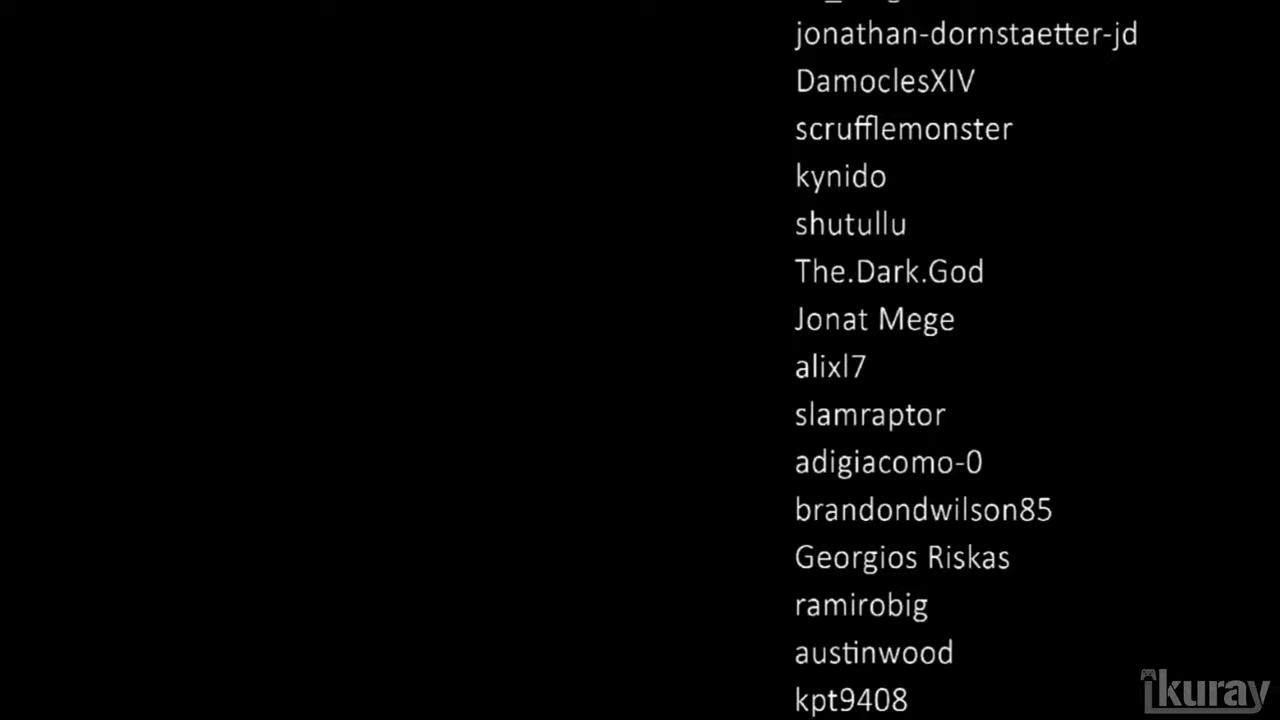 jonathan-dornstaetter-jd
DamoclesXIV
scrufflemonster
kynido
shutullu
The.Dark.God
Jonat Mege
alixl7
slamraptor
adigiacomo-0
brandondwilson85
Georgios Riskas
ramirobig
austinwood
kpt9408
ikuray